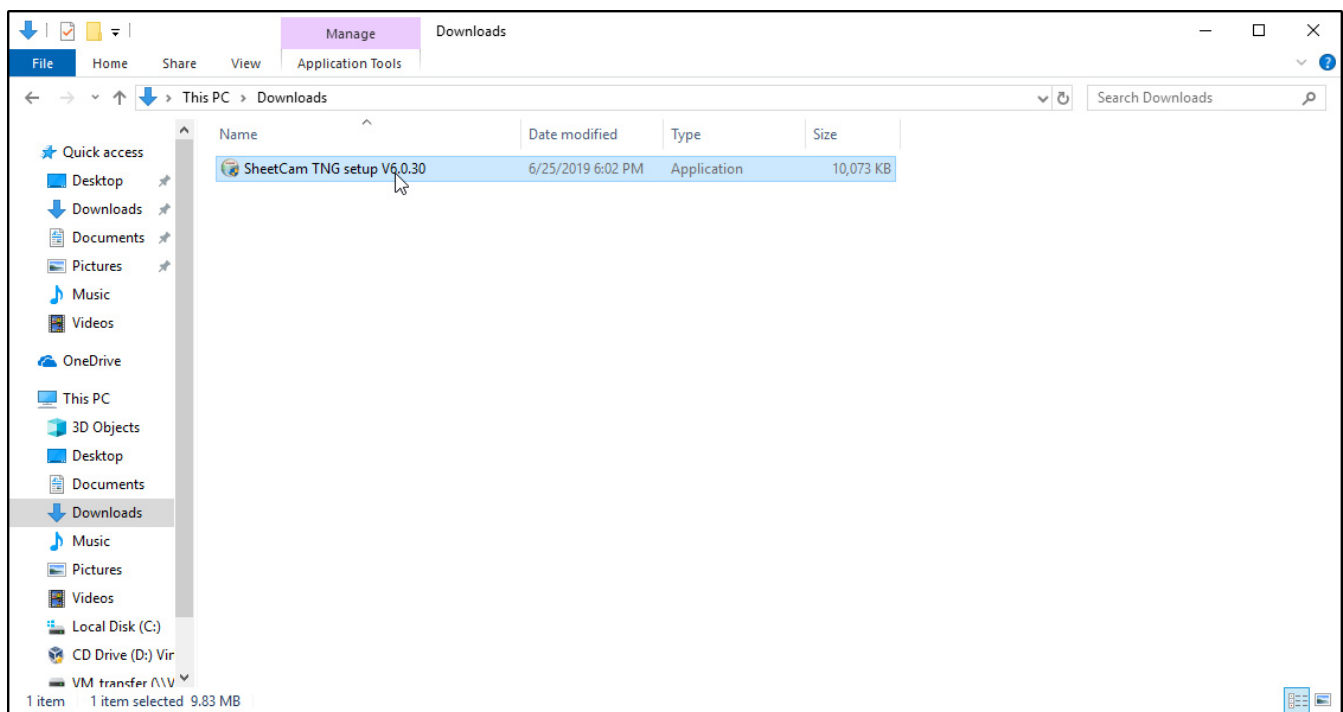 Manage
Downloads
File
Home
Share
View
Application Tools
This PC > Downloads
Search Downloads
Name
Date modified
Type
Size
SheetCam TNG setup V6.0.30
6/25/2019 6:02 PM
Application
10,073 KB
Quick access
Desktop
Downloads
Documents
Pictures
Music
Videos
OneDrive
This PC
3D Objects
Desktop
Documents
Downloads
Music
Pictures
Videos
Local Disk (C:)
CD Drive (D:) Vir
VM_transfer (\\V
1 item
1 item selected 9.83 MB